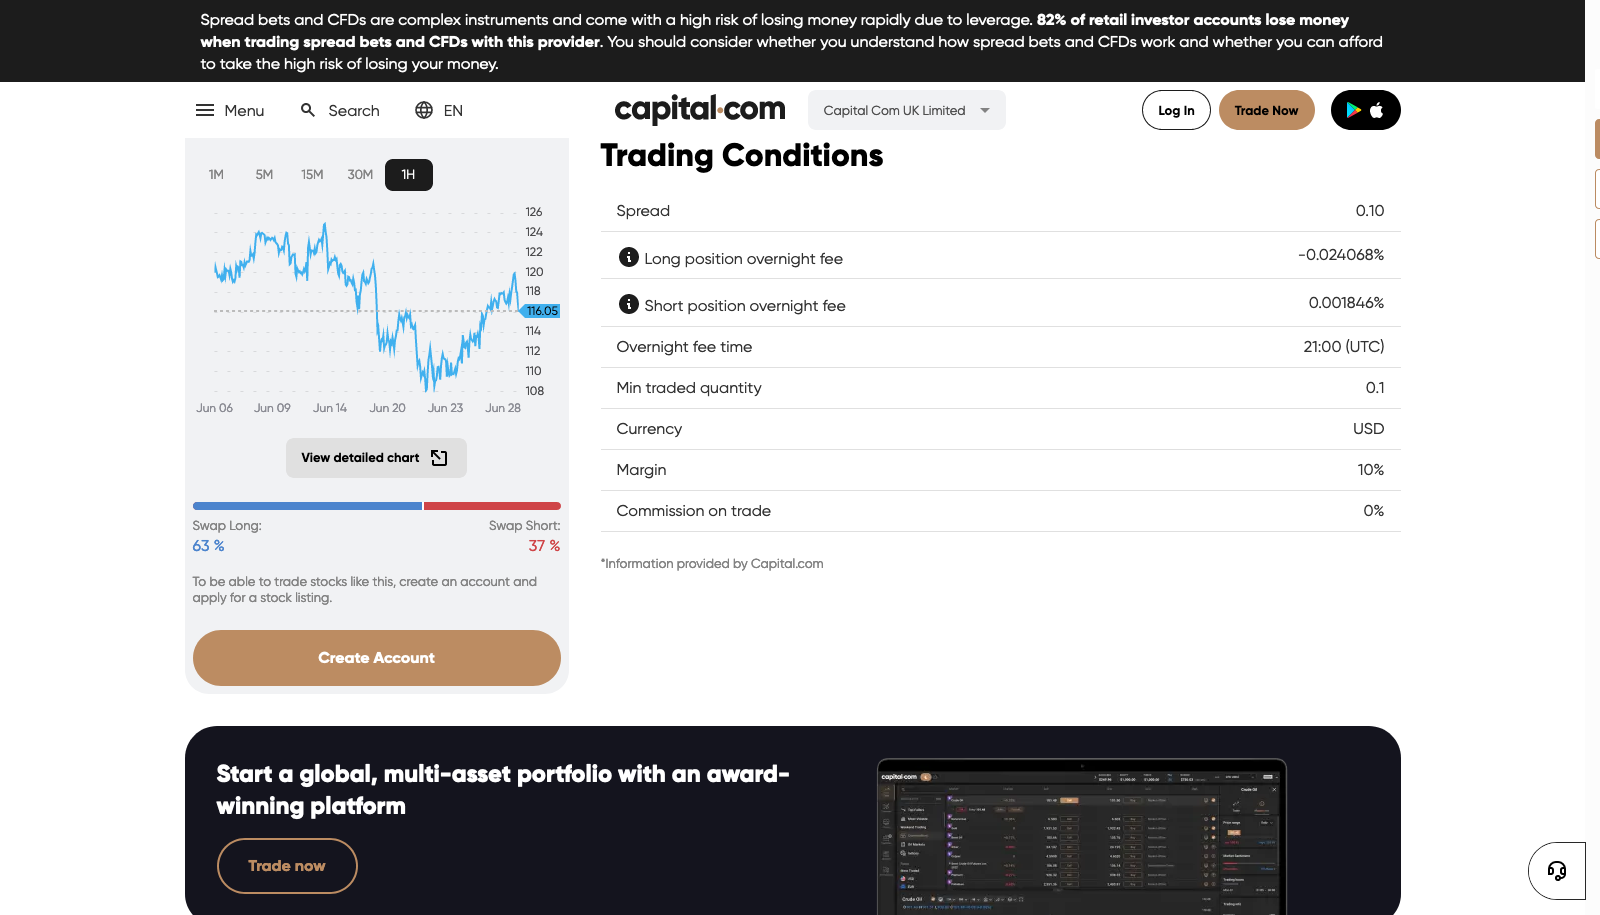 Spread bets and CFDs are complex instruments and come with a high risk of losing money rapidly due to leverage. 82% of retail investor accounts lose money
when trading spread bets and CFDs with this provider. You should consider whether you understand how spread bets and CFDs work and whether you can afford
to take the high risk of losing your money.
Menu
Search
EN
capital.com
Capital Com UK Limited
Log In
Trade Now
1M
5M
15M
30M
1H
126
124
122
120
118
116.05
114
112
110
108
Jun 06
Jun 09
Jun 14
Jun 20
Jun 23
Jun 28
View detailed chart
Swap Long:
Swap Short:
63 %
37 %
To be able to trade stocks like this, create an account and
apply for a stock listing.
Create Account
Trading Conditions
Spread 0.10
Long position overnight fee -0.024068%
Short position overnight fee 0.001846%
Overnight fee time 21:00 (UTC)
Min traded quantity 0.1
Currency USD
Margin 10%
Commission on trade 0%
*Information provided by Capital.com
Start a global, multi-asset portfolio with an award-
winning platform
Trade now
capital.com
Crude Oil
Crude Oil